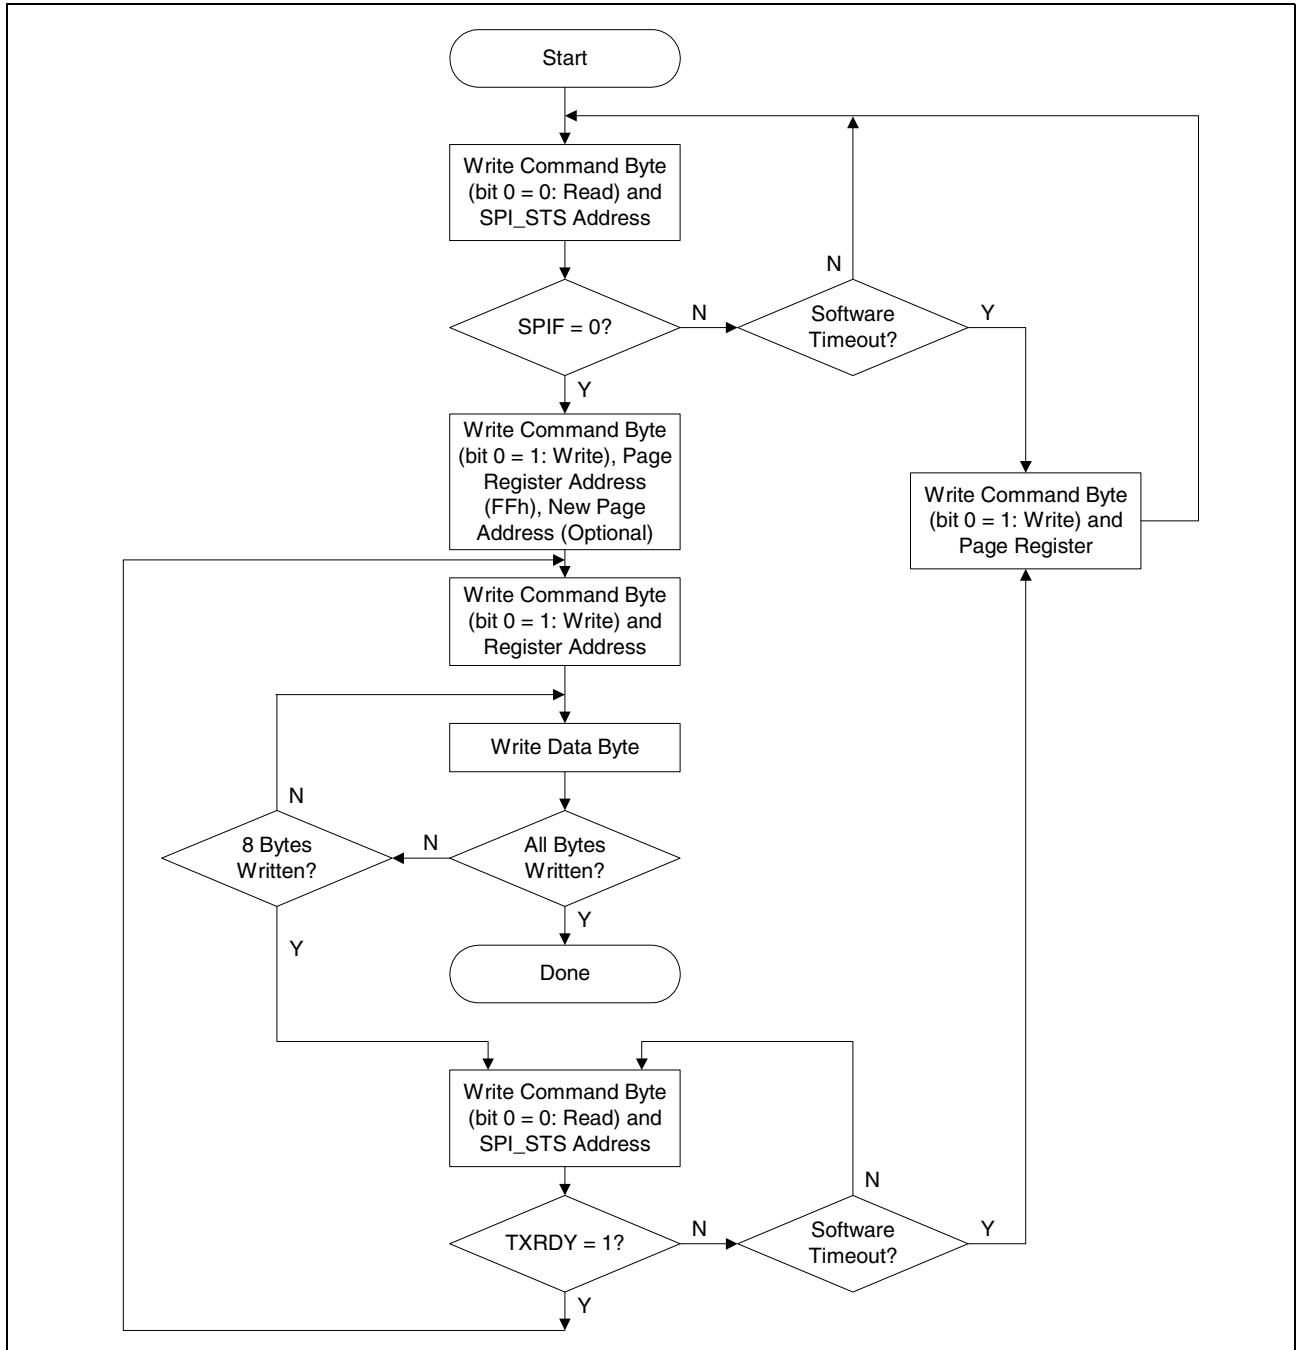 Start
Write Command Byte
(bit 0 = 0: Read) and
SPI_STS Address
N
SPIF = 0?
N
Software
Timeout?
Y
Y
Write Command Byte
(bit 0 = 1: Write), Page
Register Address
(FFh), New Page
Address (Optional)
Write Command Byte
(bit 0 = 1: Write) and
Page Register
Write Command Byte
(bit 0 = 1: Write) and
Register Address
Write Data Byte
N
8 Bytes
Written?
N
All Bytes
Written?
Y
Y
Done
Write Command Byte
(bit 0 = 0: Read) and
SPI_STS Address
N
TXRDY = 1?
N
Software
Timeout?
Y
Y